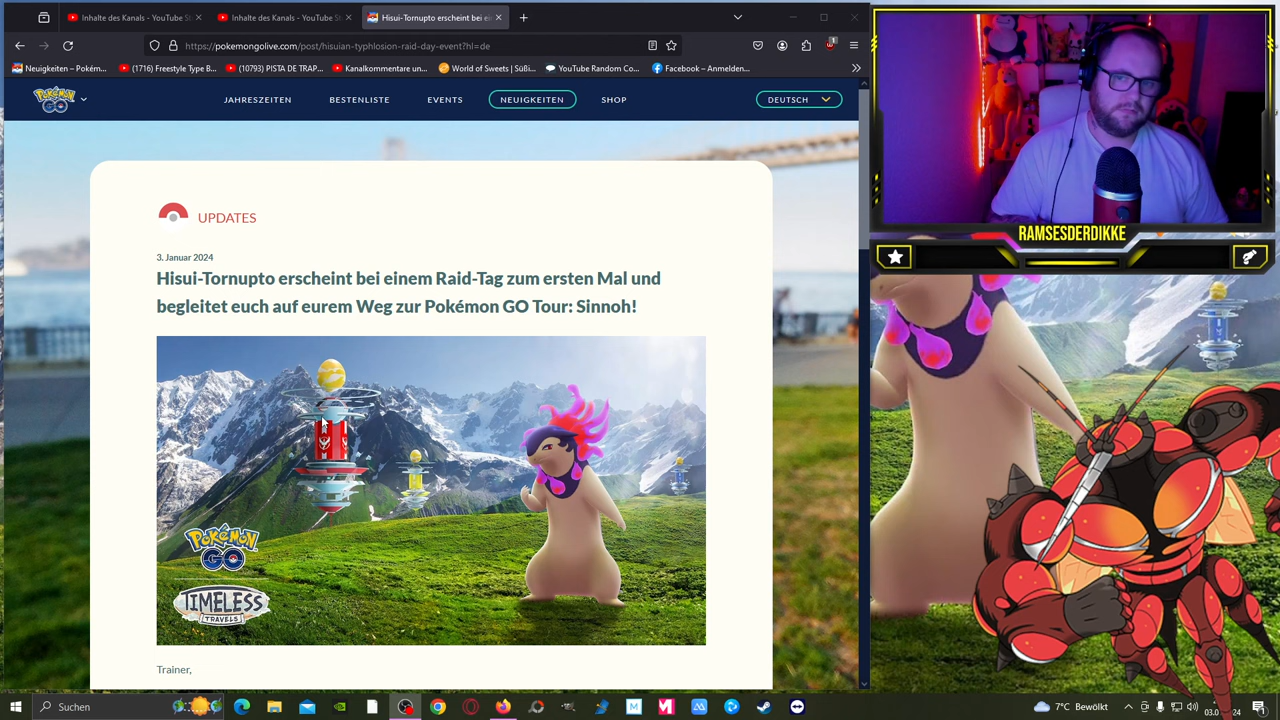 Inhalte des Kanals - YouTube St
Inhalte des Kanals - YouTube St
Hisui-Tornupto erscheint bei ein
https://pokemongolive.com/post/hisuian-typhlosion-raid-day-event?hl=de
1
Neuigkeiten – Pokém...
(1716) Freestyle Type B...
(10793) PISTA DE TRAP...
Kanalkommentare un...
World of Sweets | Süßi...
YouTube Random Co...
Facebook – Anmelden...
POKÉMON GO
JAHRESZEITEN
BESTENLISTE
EVENTS
NEUIGKEITEN
SHOP
DEUTSCH
UPDATES
3. Januar 2024
Hisui-Tornupto erscheint bei einem Raid-Tag zum ersten Mal und
begleitet euch auf eurem Weg zur Pokémon GO Tour: Sinnoh!
POKÉMON
GO
TIMELESS
TRAVELS
Trainer,
RAMSESDERDIKKE
Suchen
7°C Bewölkt